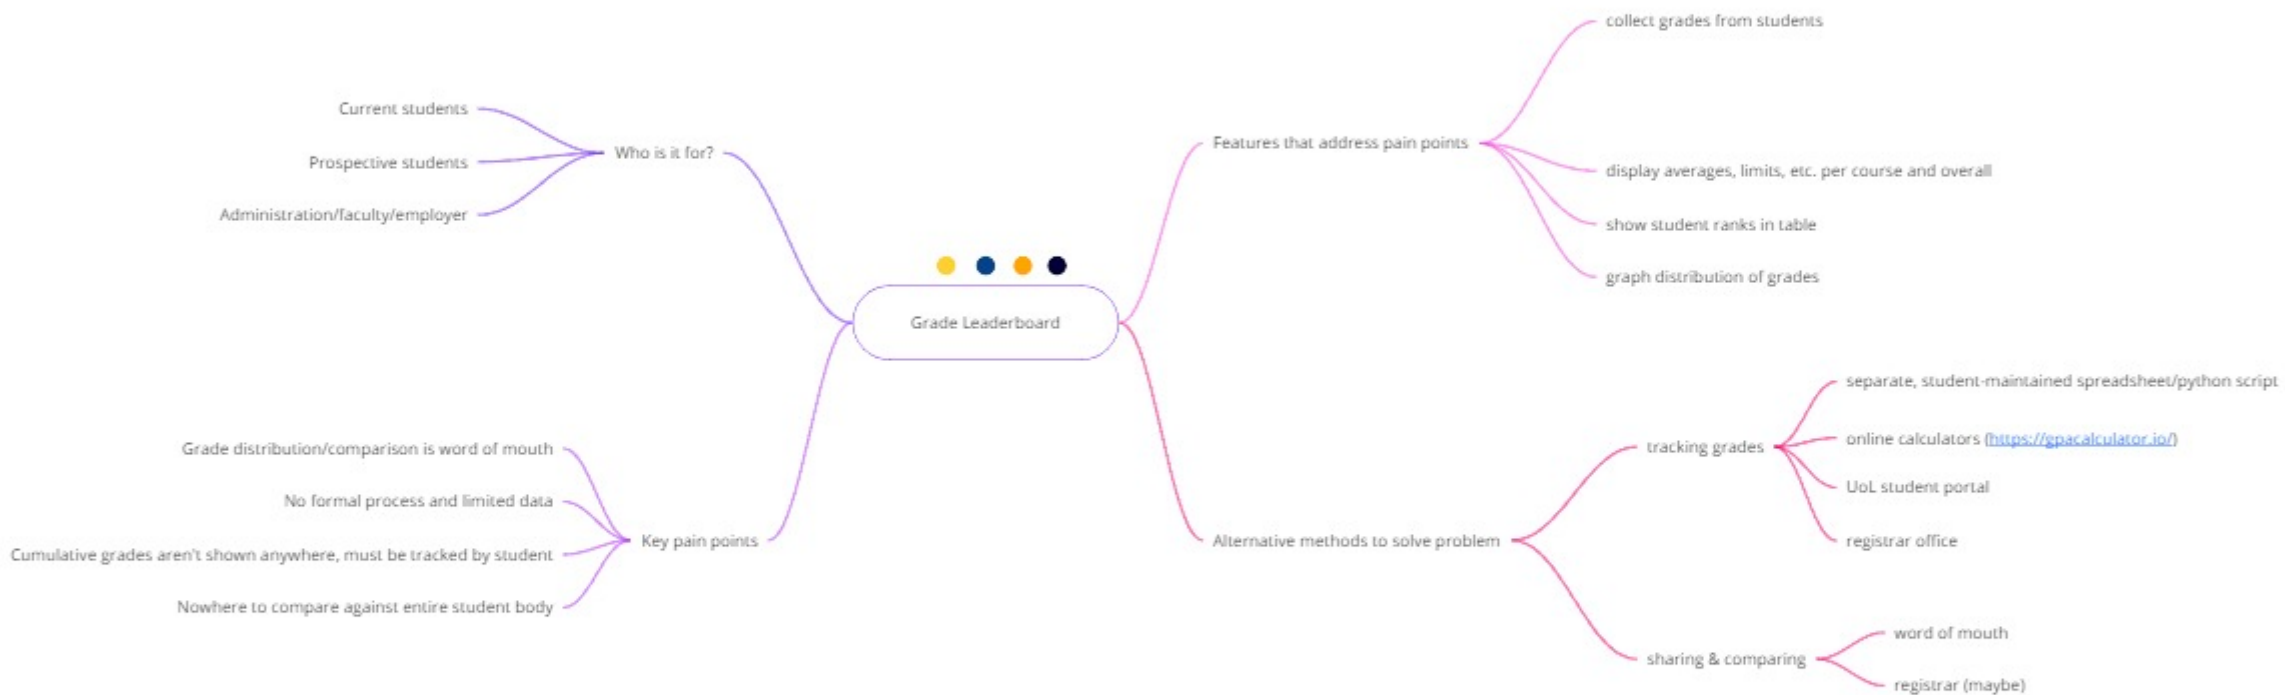 Grade Leaderboard
Who is it for?
Current students
Prospective students
Administration/faculty/employer
Key pain points
Grade distribution/comparison is word of mouth
No formal process and limited data
Cumulative grades aren't shown anywhere, must be tracked by student
Nowhere to compare against entire student body
Features that address pain points
collect grades from students
display averages, limits, etc. per course and overall
show student ranks in table
graph distribution of grades
Alternative methods to solve problem
tracking grades
separate, student-maintained spreadsheet/python script
online calculators (https://gpacalculator.io/)
UoL student portal
registrar office
sharing & comparing
word of mouth
registrar (maybe)